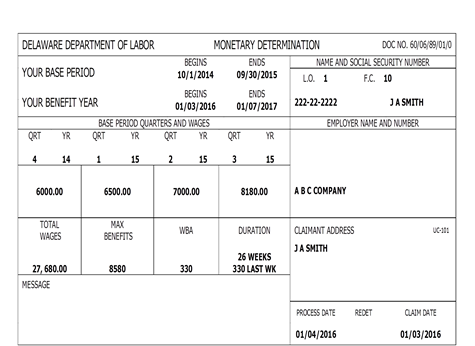 DELAWARE DEPARTMENT OF LABOR MONETARY DETERMINATION DOC NO. 60/06/89/01/0
BEGINS ENDS NAME AND SOCIAL SECURITY NUMBER
YOUR BASE PERIOD 10/1/2014 09/30/2015 L.O. 1 F.C. 10
BEGINS ENDS
YOUR BENEFIT YEAR 01/03/2016 01/07/2017 222-22-2222 J A SMITH
BASE PERIOD QUARTERS AND WAGES EMPLOYER NAME AND NUMBER
QRT YR QRT YR QRT YR QRT YR
4 14 1 15 2 15 3 15
6000.00 6500.00 7000.00 8180.00 A B C COMPANY
TOTAL WAGES MAX BENEFITS WBA DURATION CLAIMANT ADDRESS UC-101
J A SMITH
26 WEEKS
27, 680.00 8580 330 330 LAST WK
MESSAGE
PROCESS DATE REDET CLAIM DATE
01/04/2016 01/03/2016